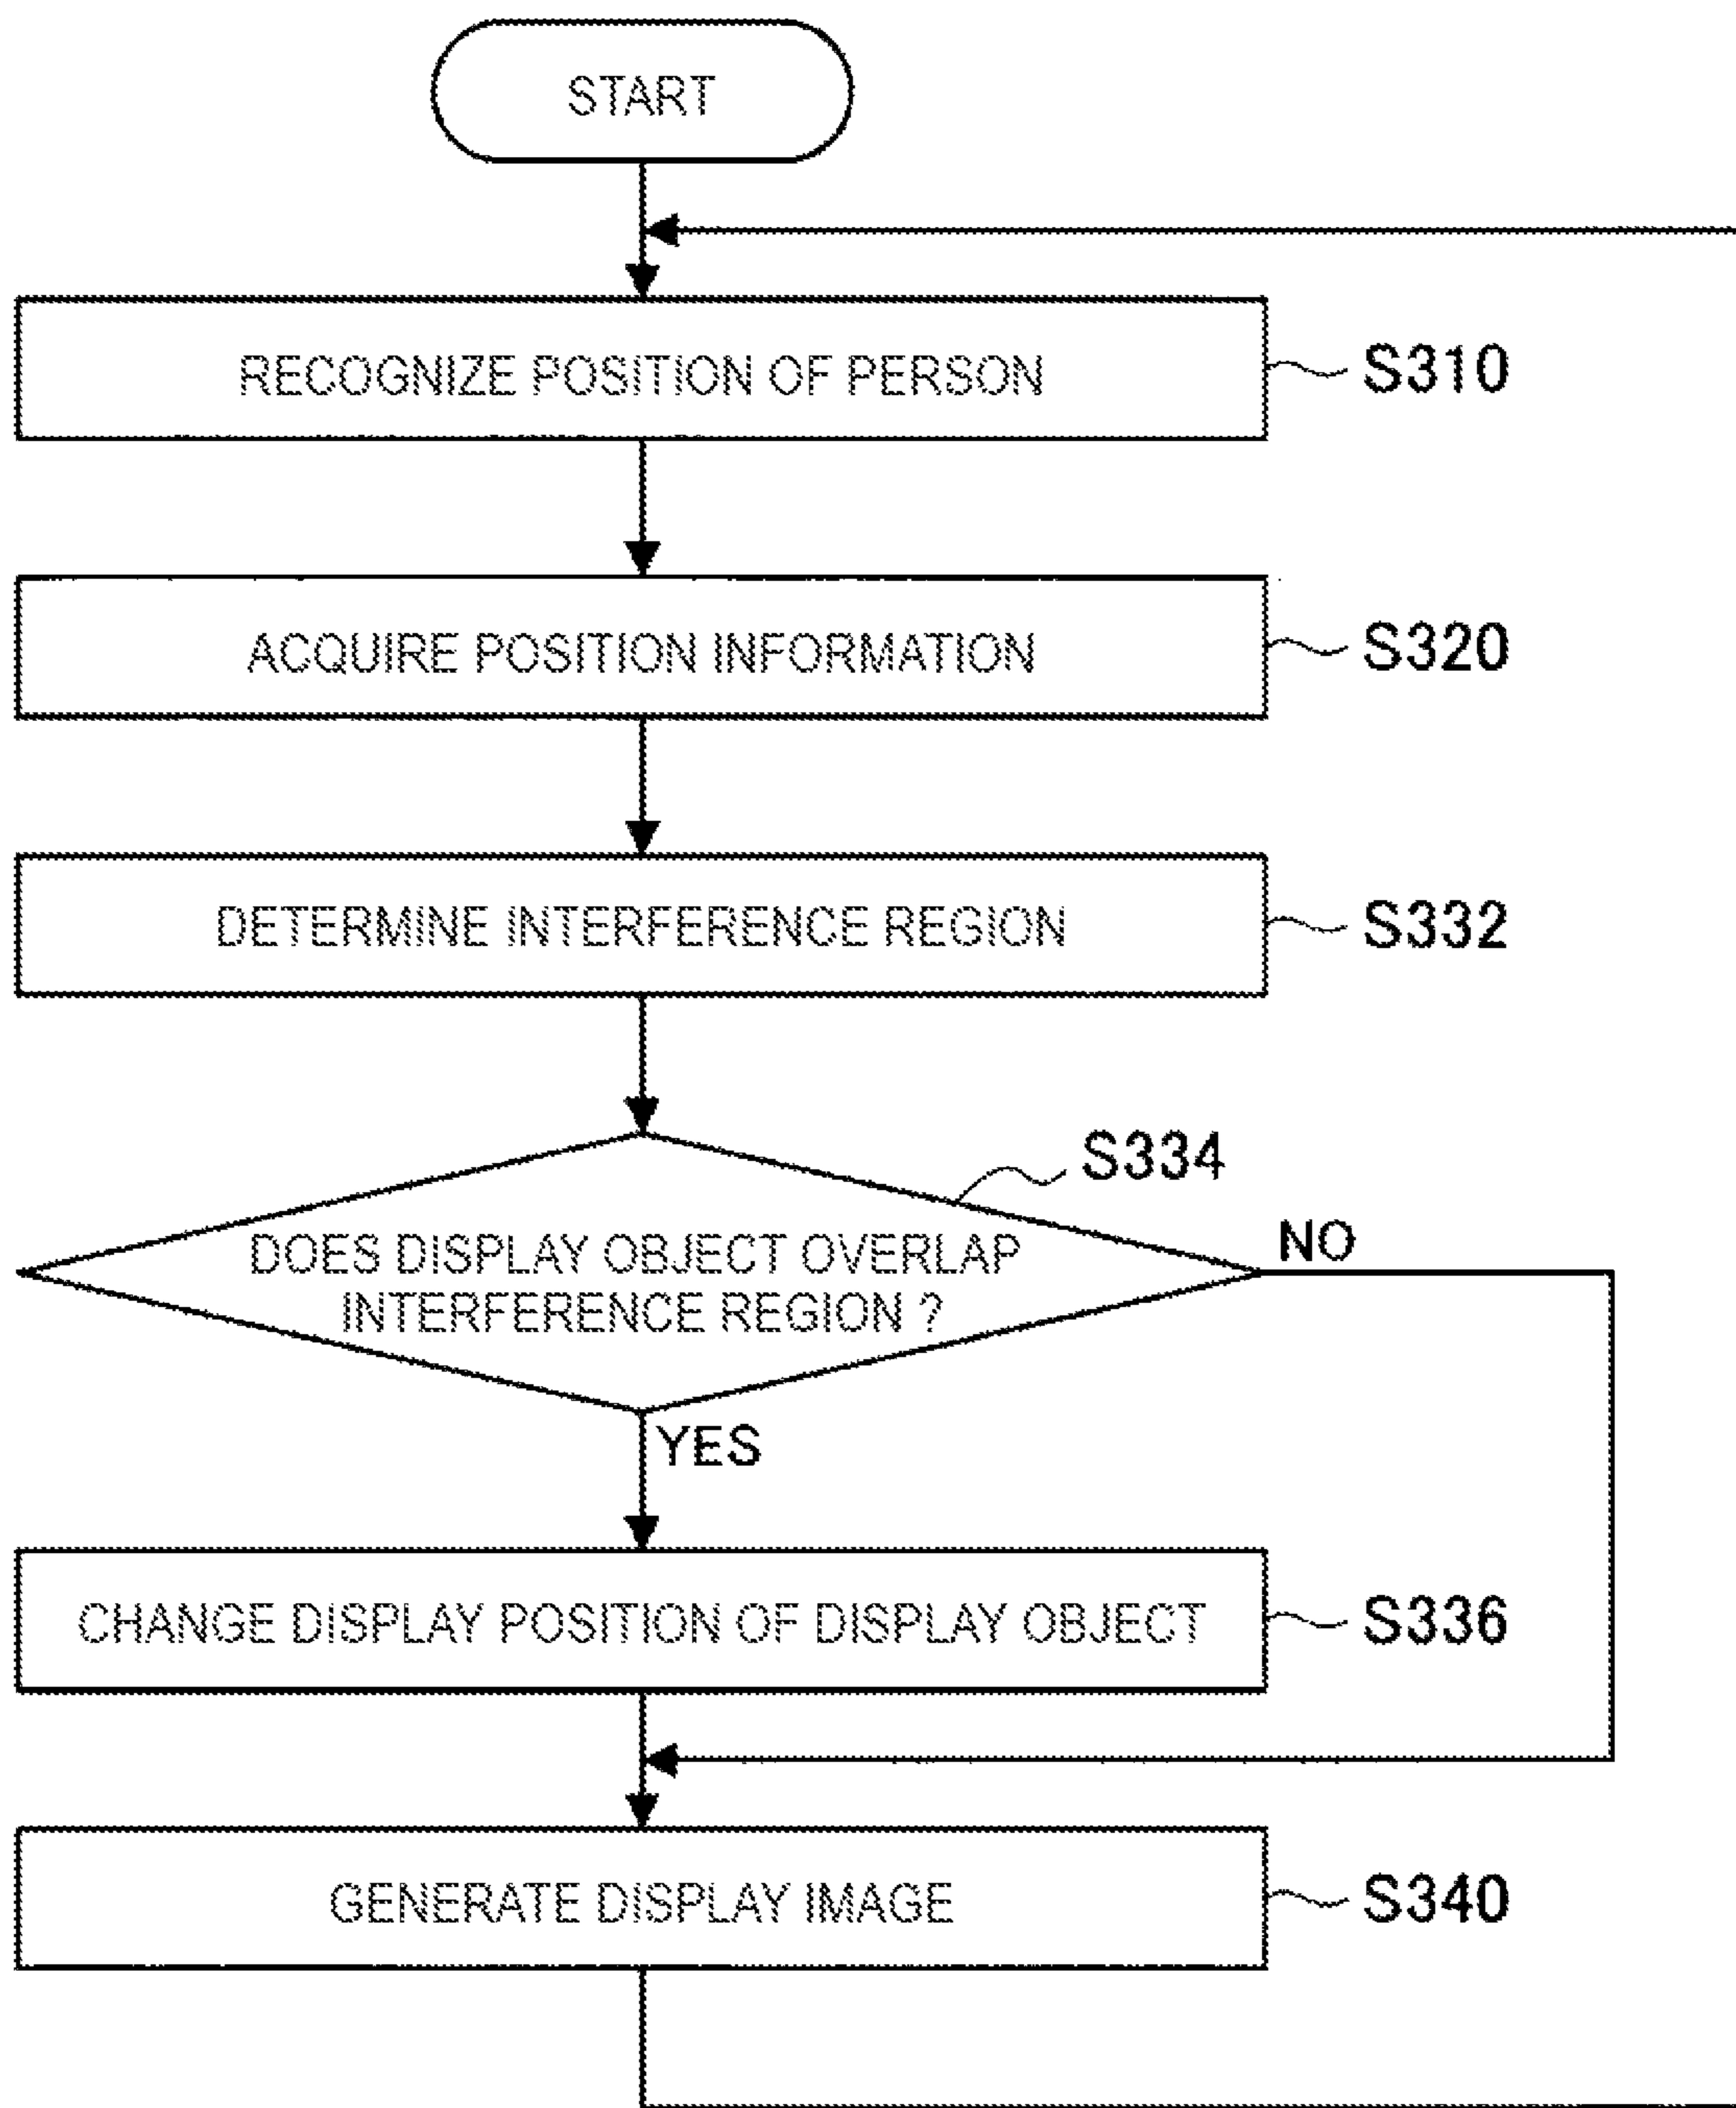 START
RECOGNIZE POSITION OF PERSON
S310
ACQUIRE POSITION INFORMATION
S320
DETERMINE INTERFERENCE REGION
S332
S334
DOES DISPLAY OBJECT OVERLAP
INTERFERENCE REGION ?
NO
YES
CHANGE DISPLAY POSITION OF DISPLAY OBJECT
S336
GENERATE DISPLAY IMAGE
S340